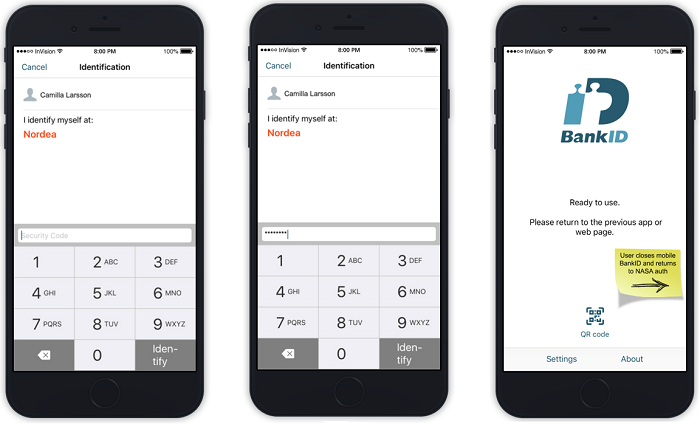 ●●●●○ InVision 8:00 PM 100%
Cancel Identification
Camilla Larsson
I identify myself at:
Nordea
Security Code
1 2 ABC 3 DEF
4 GHI 5 JKL 6 MNO
7 PQRS 8 TUV 9 WXYZ
0 Iden-
tify
●●●●○ InVision 8:00 PM 100%
Cancel Identification
Camilla Larsson
I identify myself at:
Nordea
••••••••
1 2 ABC 3 DEF
4 GHI 5 JKL 6 MNO
7 PQRS 8 TUV 9 WXYZ
0 Iden-
tify
●●●●○ InVision 8:00 PM 100%
iD
BankID
Ready to use.
Please return to the previous app or
web page.
User closes mobile
BankID and returns
to NASA auth
QR code
Settings About